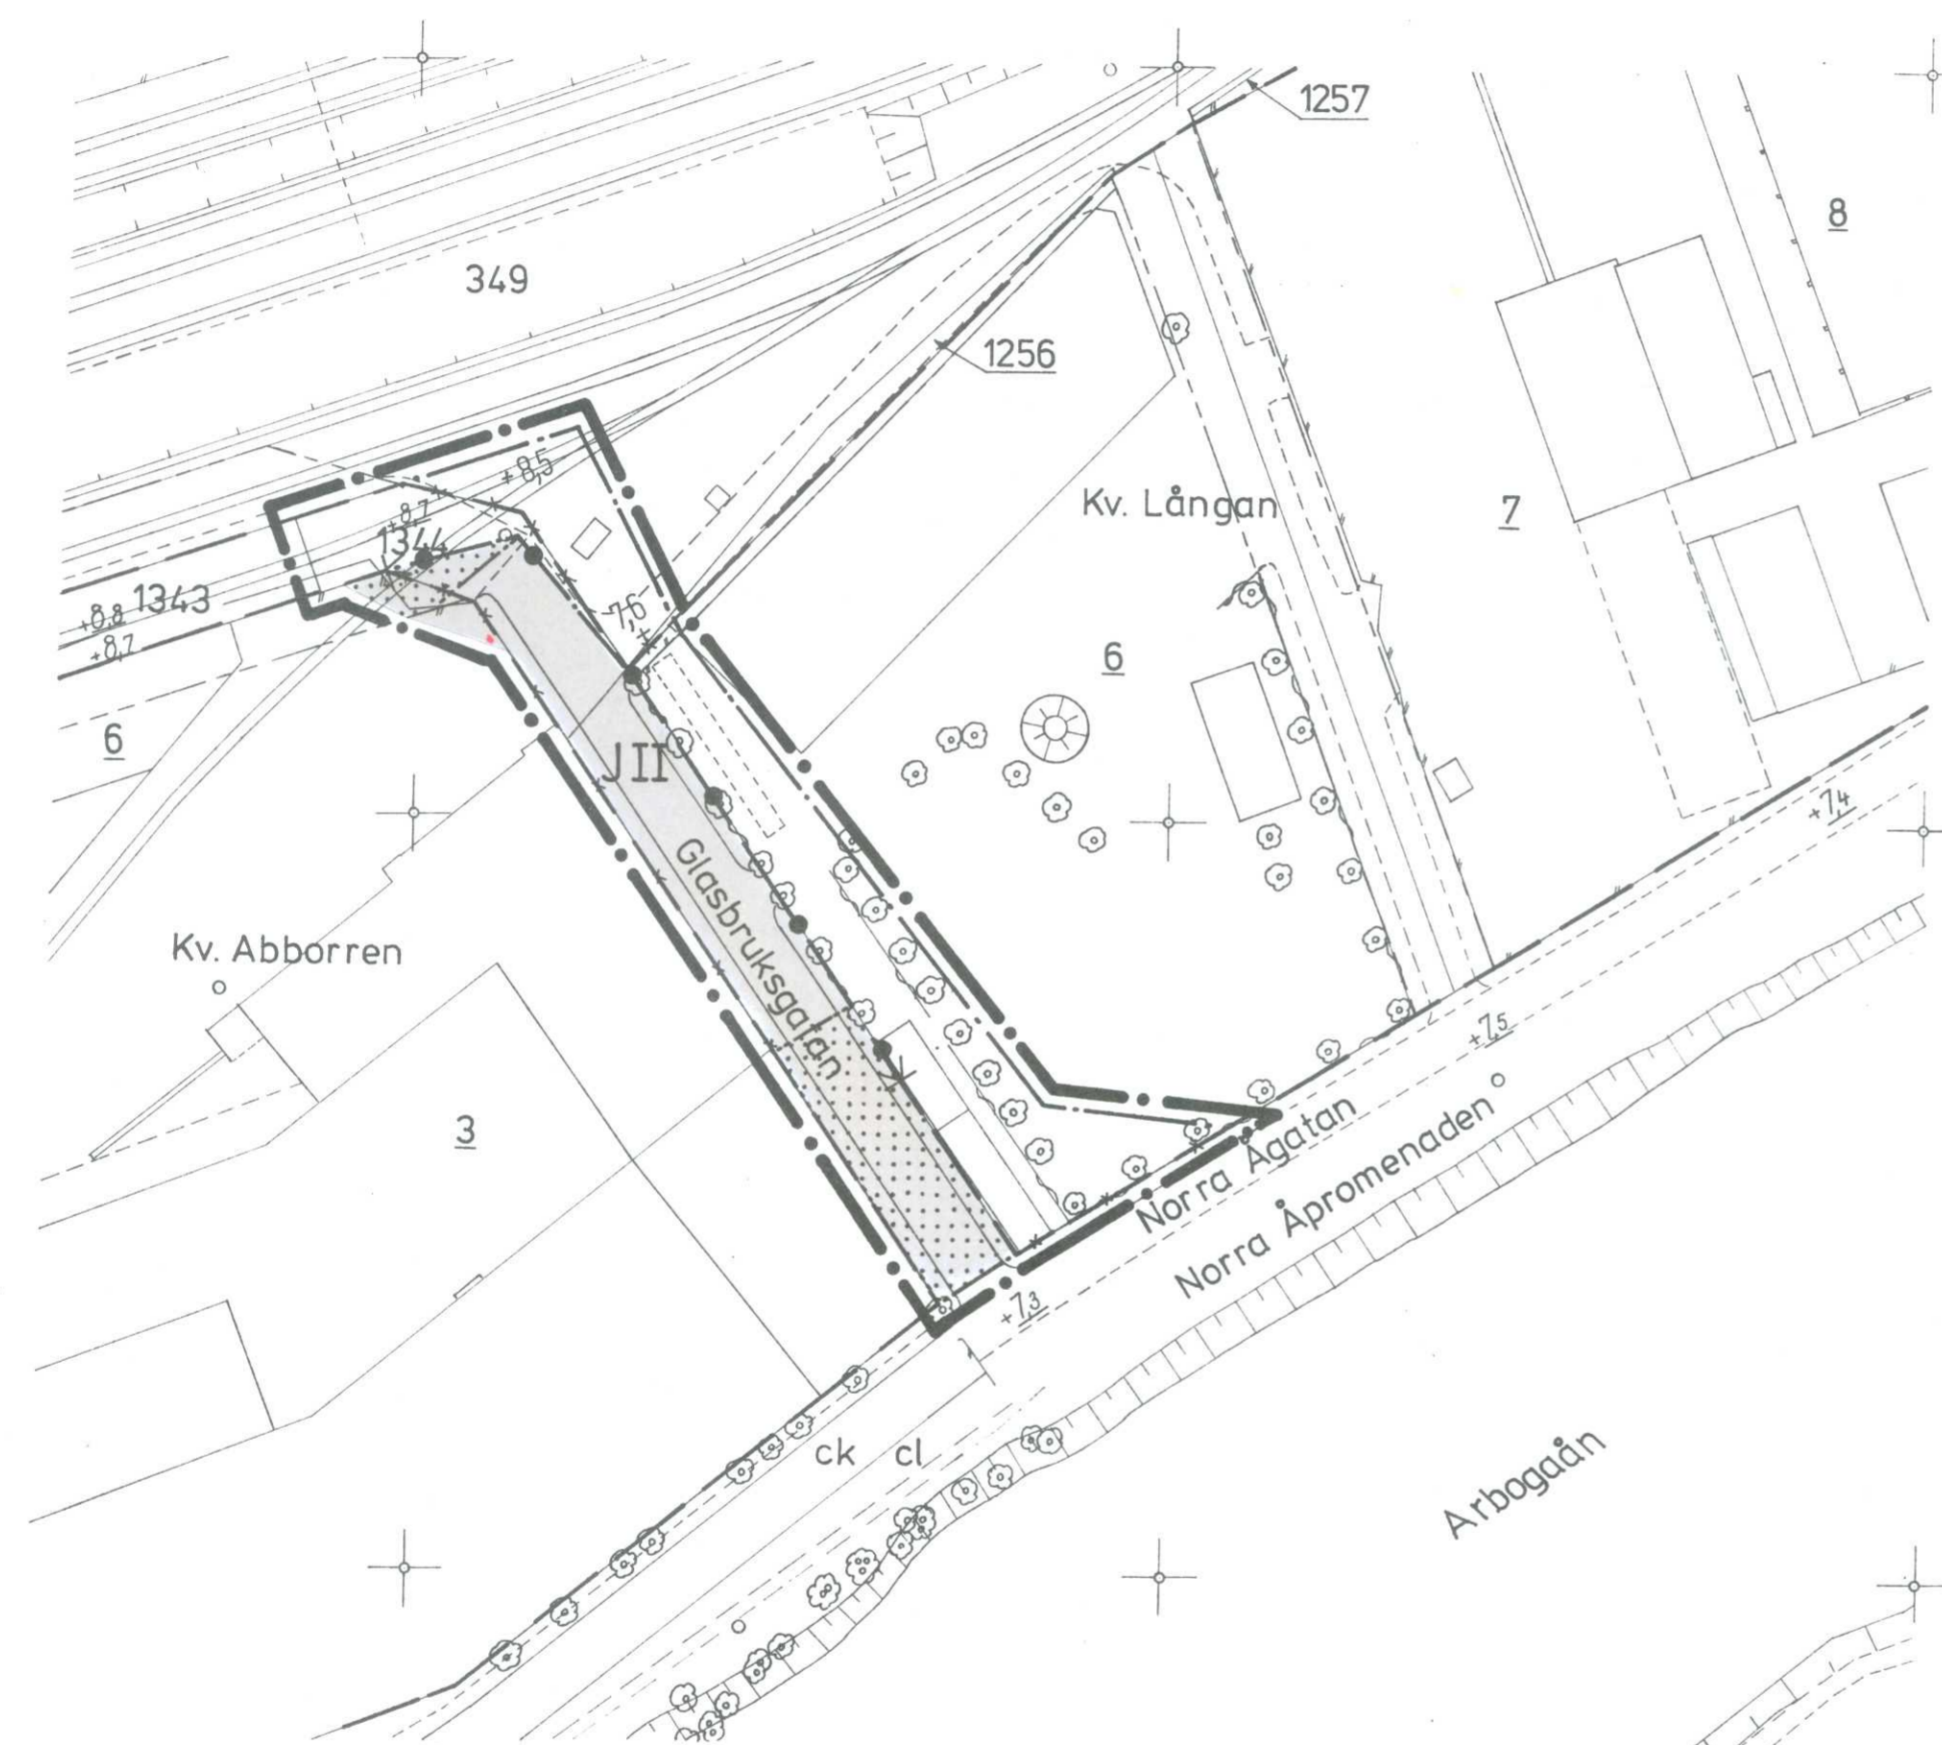 1257
8
349
1256
+8,5
+8,7
1344
Kv. Långan
7
+8,8
1343
+8,7
7,6
6
6
J II
+7,4
Glasbruksgatan
Kv. Abborren
+7,5
3
Norra Ågatan
Norra Åpromenaden
+7,3
ck cl
Arbogaån